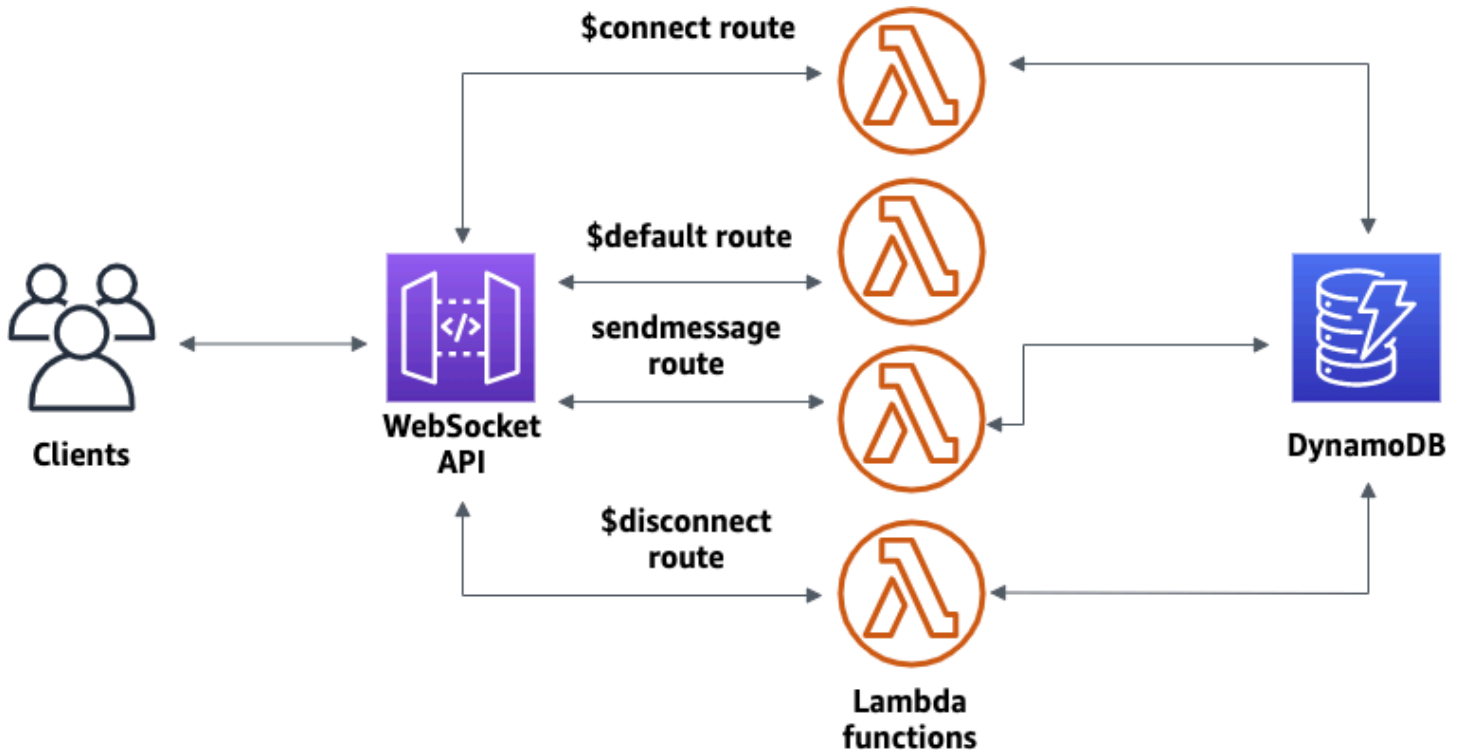 $connect route
$default route
sendmessage
route
</>
WebSocket
API
Clients
DynamoDB
$disconnect
route
Lambda
functions